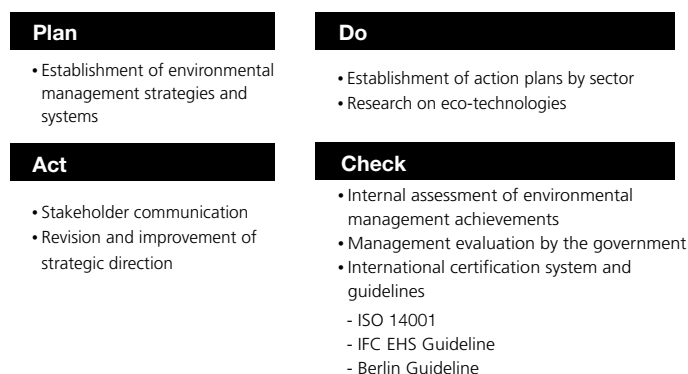 Plan
• Establishment of environmental
management strategies and
systems
Do
• Establishment of action plans by sector
• Research on eco-technologies
Act
• Stakeholder communication
• Revision and improvement of
strategic direction
Check
• Internal assessment of environmental
management achievements
• Management evaluation by the government
• International certification system and
guidelines
- ISO 14001
- IFC EHS Guideline
- Berlin Guideline